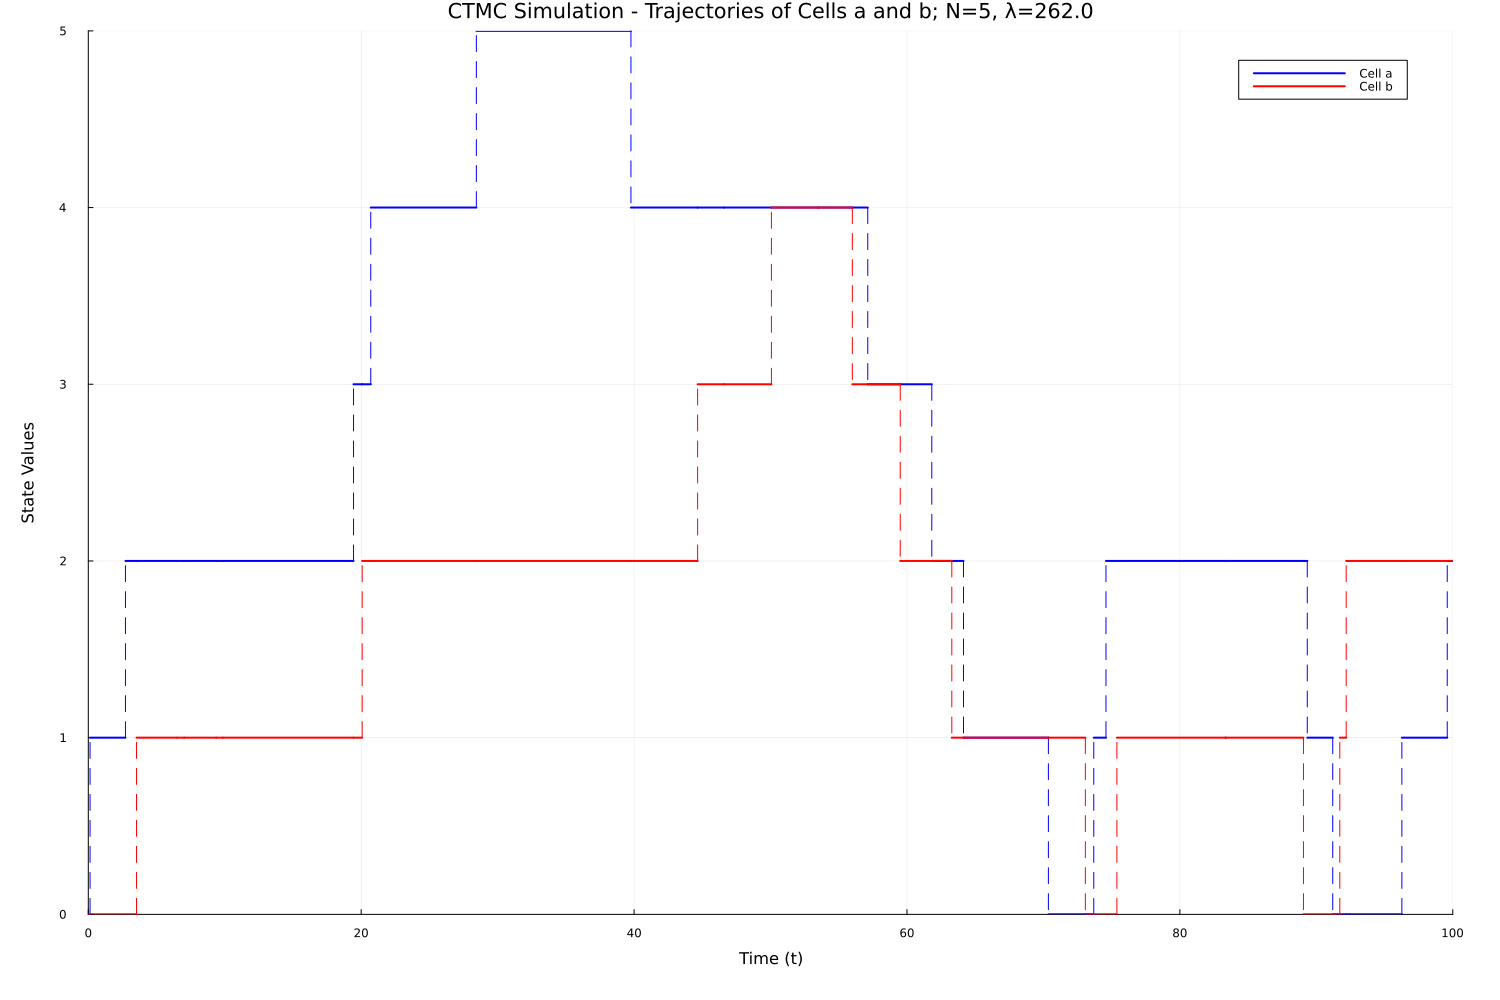 CTMC Simulation - Trajectories of Cells a and b; N=5, λ=262.0
Cell a
Cell b
5
4
3
2
1
0
State Values
0 20 40 60 80 100
Time (t)